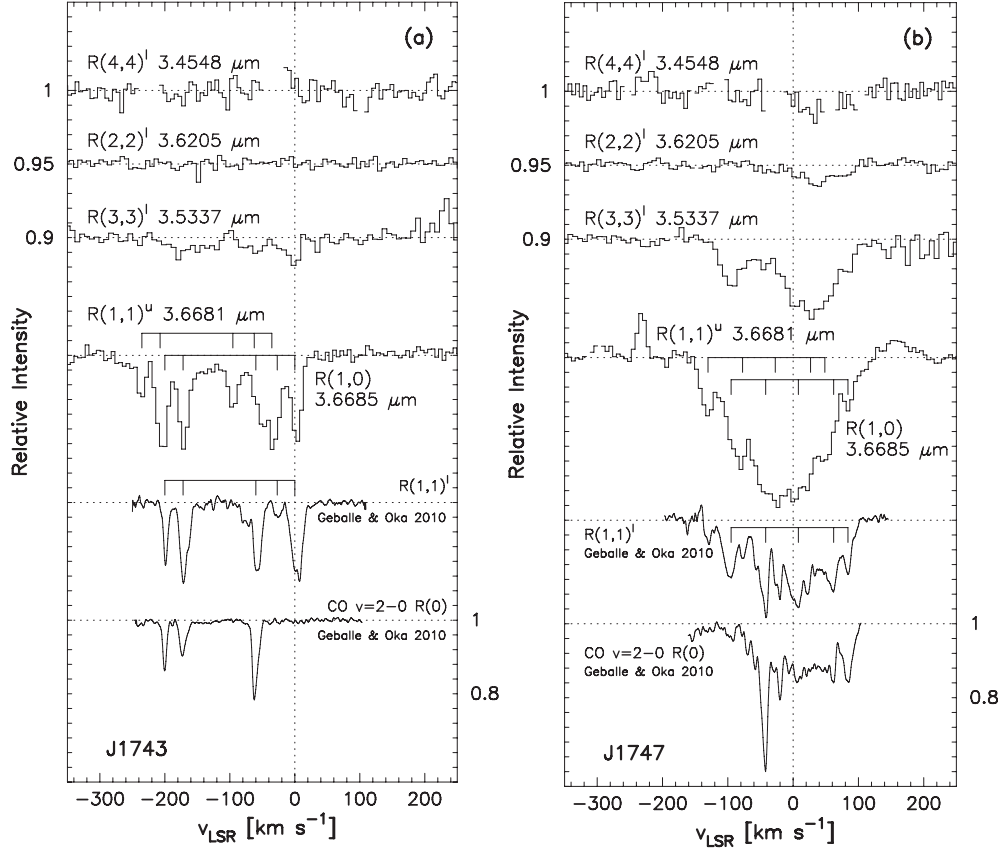 (a)
R(4,4)ˡ 3.4548 μm
1
R(2,2)ˡ 3.6205 μm
0.95
R(3,3)ˡ 3.5337 μm
0.9
R(1,1)ᵘ 3.6681 μm
R(1,0)
3.6685 μm
R(1,1)ˡ
Geballe & Oka 2010
CO v=2-0 R(0)
Geballe & Oka 2010
1
0.8
J1743
Relative Intensity
-300 -200 -100 0 100 200
v_LSR [km s⁻¹]
(b)
R(4,4)ˡ 3.4548 μm
1
R(2,2)ˡ 3.6205 μm
0.95
R(3,3)ˡ 3.5337 μm
0.9
R(1,1)ᵘ 3.6681 μm
R(1,0)
3.6685 μm
R(1,1)ˡ
Geballe & Oka 2010
CO v=2-0 R(0)
Geballe & Oka 2010
1
0.8
J1747
Relative Intensity
-300 -200 -100 0 100 200
v_LSR [km s⁻¹]